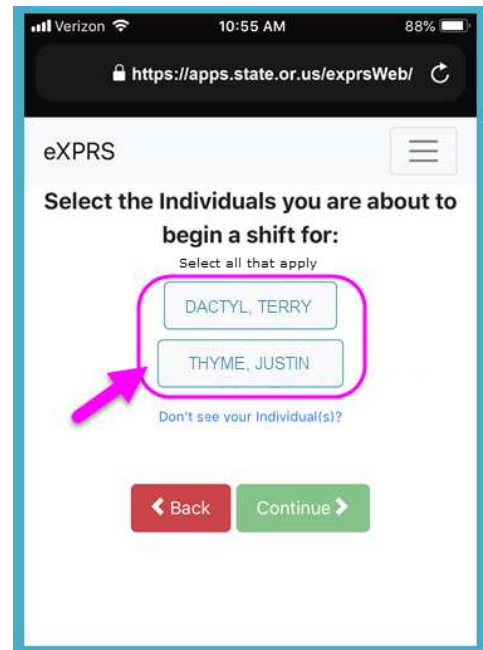 Verizon 10:55 AM 88%
https://apps.state.or.us/exprsWeb/
eXPRS
Select the Individuals you are about to
begin a shift for:
Select all that apply
DACTYL, TERRY
THYME, JUSTIN
Don't see your Individual(s)?
Back Continue